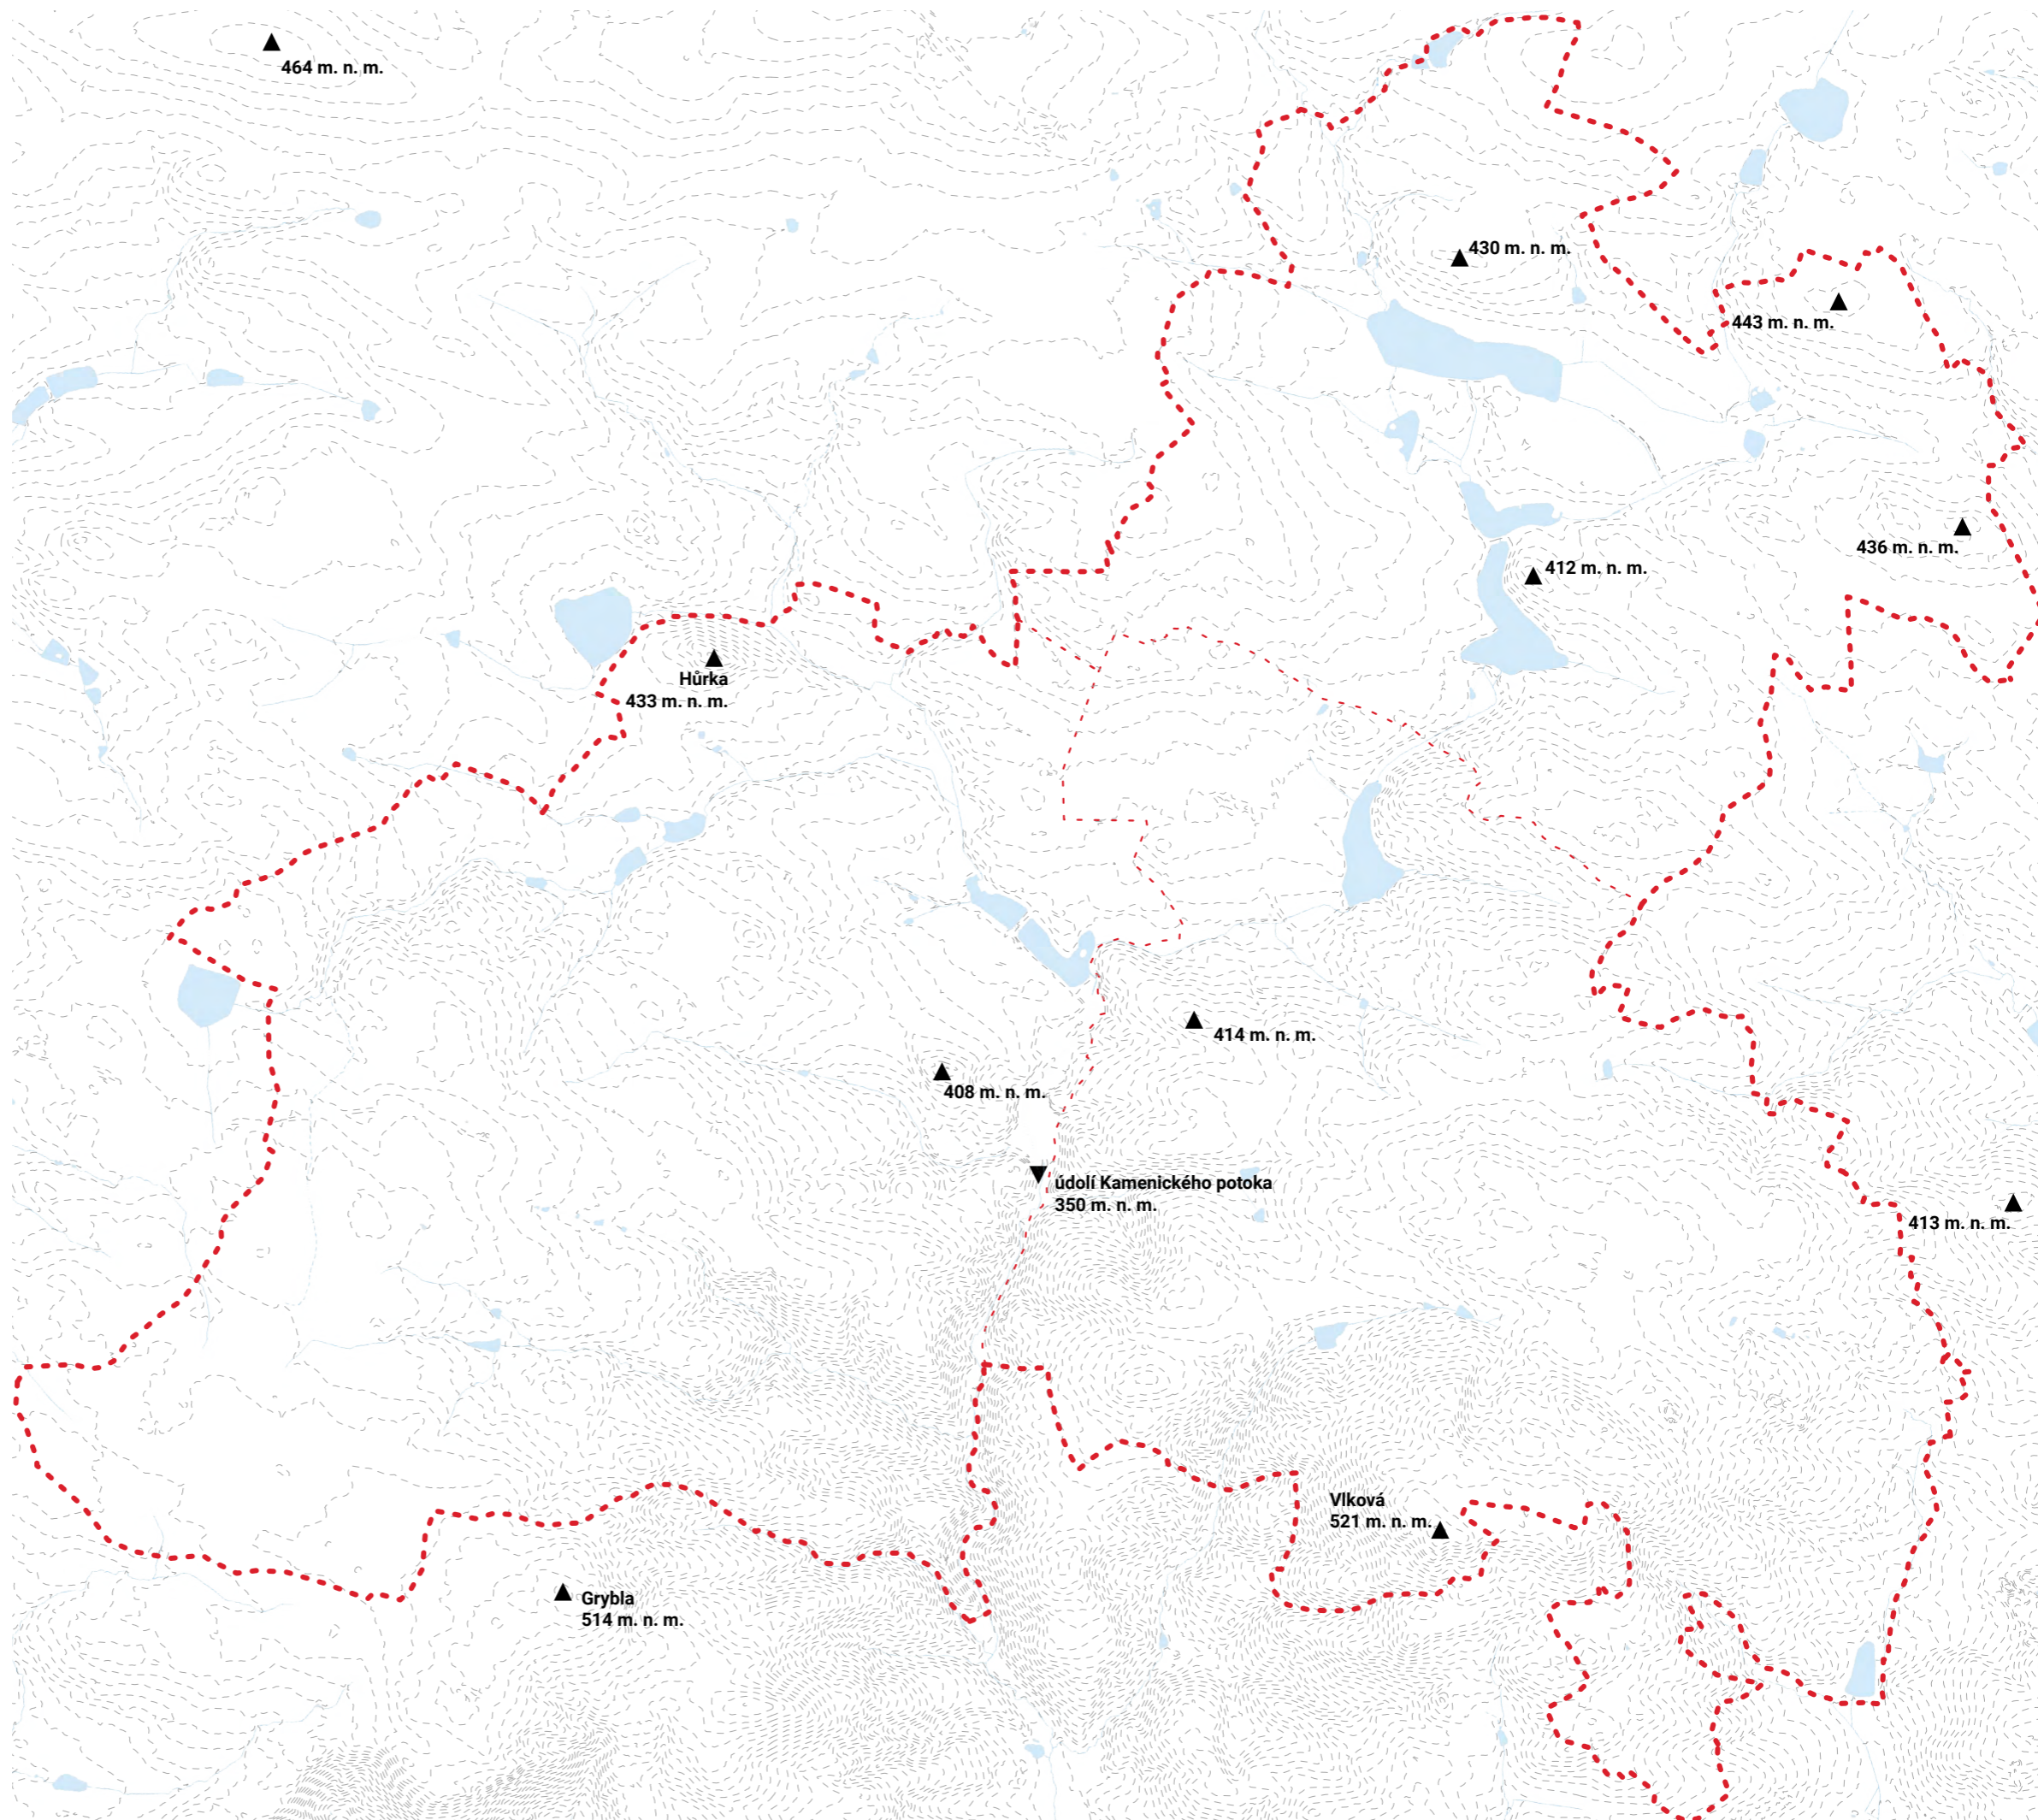 464 m. n. m.
430 m. n. m.
443 m. n. m.
436 m. n. m.
412 m. n. m.
Hůrka
433 m. n. m.
414 m. n. m.
408 m. n. m.
údolí Kamenického potoka
350 m. n. m.
413 m. n. m.
Vlková
521 m. n. m.
Grybla
514 m. n. m.